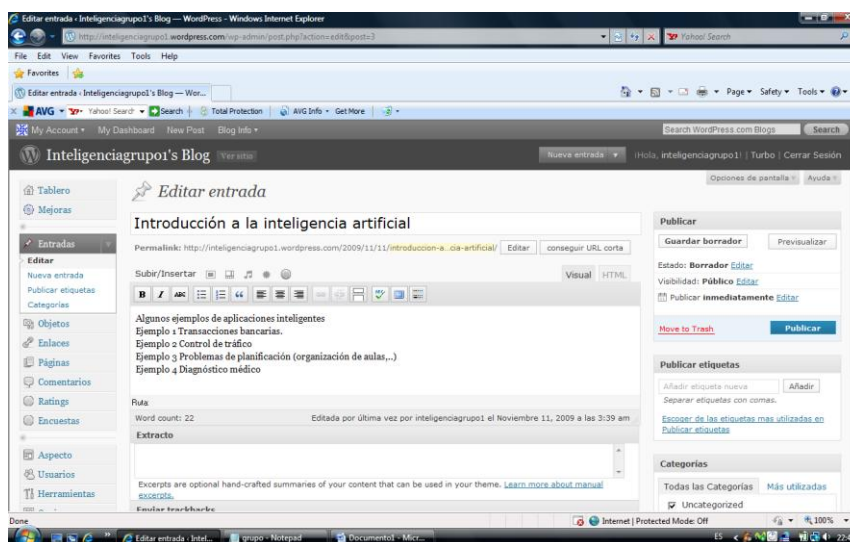 Editar entrada ‹ Inteligenciagrupo1's Blog — WordPress - Windows Internet Explorer
http://inteligenciagrupo1.wordpress.com/wp-admin/post.php?action=edit&post=3
Yahoo! Search
File Edit View Favorites Tools Help
Favorites
Editar entrada ‹ Inteligenciagrupo1's Blog — Wor...
Page Safety Tools
AVG Yahoo! Search Search Total Protection AVG Info Get More
My Account My Dashboard New Post Blog Info
Search WordPress.com Blogs Search
Inteligenciagrupo1's Blog Ver sitio
Nueva entrada ¡Hola, inteligenciagrupo1! | Turbo | Cerrar Sesión
Opciones de pantalla Ayuda
Tablero
Mejoras
Entradas
Editar
Nueva entrada
Publicar etiquetas
Categorías
Objetos
Enlaces
Páginas
Comentarios
Ratings
Encuestas
Aspecto
Usuarios
Herramientas
Editar entrada
Introducción a la inteligencia artificial
Permalink: http://inteligenciagrupo1.wordpress.com/2009/11/11/introduccion-a...cia-artificial/ Editar conseguir URL corta
Subir/Insertar
Visual HTML
B I ABC
Algunos ejemplos de aplicaciones inteligentes
Ejemplo 1 Transacciones bancarias.
Ejemplo 2 Control de tráfico
Ejemplo 3 Problemas de planificación (organización de aulas,..)
Ejemplo 4 Diagnóstico médico
Ruta:
Word count: 22 Editada por última vez por inteligenciagrupo1 el Noviembre 11, 2009 a las 3:39 am
Extracto
Excerpts are optional hand-crafted summaries of your content that can be used in your theme. Learn more about manual
excerpts.
Enviar trackbacks
Publicar
Guardar borrador Previsualizar
Estado: Borrador Editar
Visibilidad: Público Editar
Publicar inmediatamente Editar
Move to Trash Publicar
Publicar etiquetas
Añadir etiqueta nueva Añadir
Separar etiquetas con comas.
Escoger de las etiquetas mas utilizadas en
Publicar etiquetas
Categorías
Todas las Categorías Más utilizadas
Uncategorized
Done
Internet | Protected Mode: Off 100%
Editar entrada ‹ Intel... grupo - Notepad Documento1 - Micr...
ES